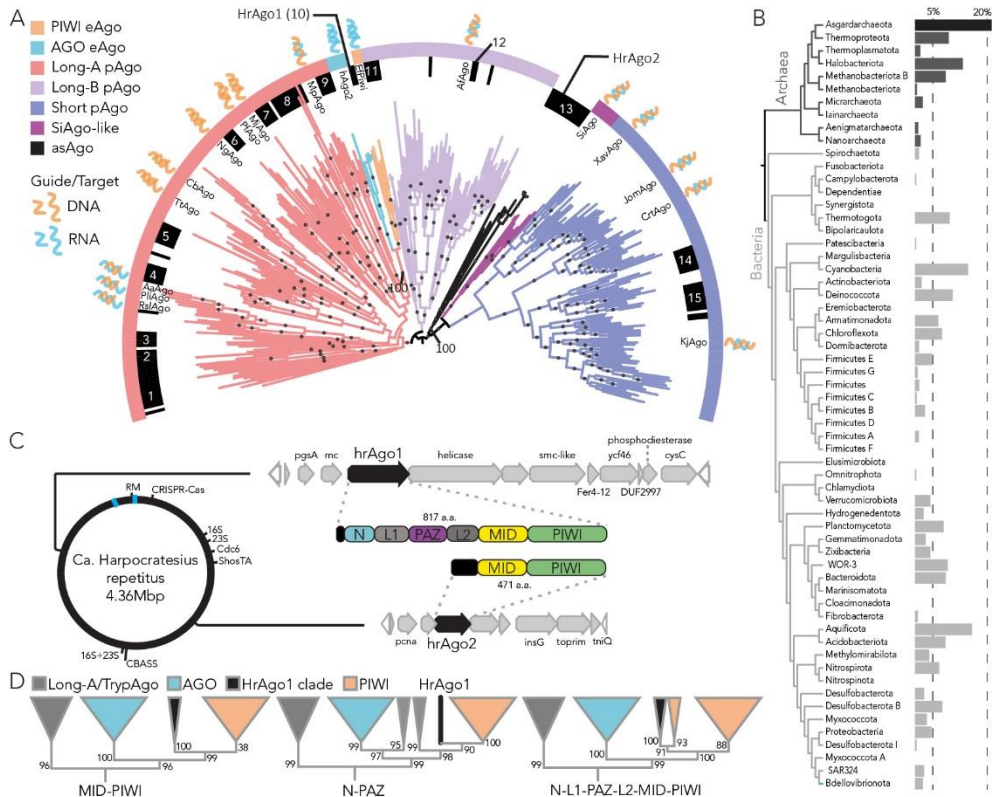 A
PIWI eAgo
AGO eAgo
Long-A pAgo
Long-B pAgo
Short pAgo
SiAgo-like
asAgo
Guide/Target
DNA
RNA
HrAgo1 (10)
12
HrAgo2
hAgo2
11
AfAgo
13
SiAgo
XavAgo
JomAgo
CrtAgo
14
15
KjAgo
9
MpAgo
8
7
MjAgo
PfAgo
6
NgAgo
CbAgo
TtAgo
5
4
AaAgo
PliAgo
RslAgo
3
2
1
100
100
B
5%
20%
Archaea
Bacteria
Asgardarchaeota
Thermoproteota
Thermoplasmatota
Halobacteriota
Methanobacteriota B
Methanobacteriota
Micrarchaeota
Iainarchaeota
Aenigmatarchaeota
Nanoarchaeota
Spirochaetota
Fusobacteriota
Campylobacterota
Dependentiae
Synergistota
Thermotogota
Bipolaricaulota
Patescibacteria
Margulisbacteria
Cyanobacteria
Actinobacteriota
Deinococcota
Eremiobacterota
Armatimonadota
Chloroflexota
Dormibacterota
Firmicutes E
Firmicutes G
Firmicutes
Firmicutes C
Firmicutes B
Firmicutes D
Firmicutes A
Firmicutes F
Elusimicrobiota
Omnitrophota
Chlamydiota
Verrucomicrobiota
Hydrogenedentota
Planctomycetota
Gemmatimonadota
Zixibacteria
WOR-3
Bacteroidota
Marinisomatota
Cloacimonadota
Fibrobacterota
Aquificota
Acidobacteriota
Methylomirabilota
Nitrospirota
Nitrospinota
Desulfobacterota
Desulfobacterota B
Myxococcota
Proteobacteria
Desulfobacterota I
Myxococcota A
SAR324
Bdellovibrionota
C
pgsA
rnc
hrAgo1
helicase
smc-like
Fer4-12
ycf46
DUF2997
phosphodiesterase
cysC
RM
CRISPR-Cas
16S
23S
Cdc6
ShosTA
Ca. Harpocratesius
repetitus
4.36Mbp
16S+23S
CBASS
817 a.a.
N
L1
PAZ
L2
MID
PIWI
MID
PIWI
471 a.a.
pcna
hrAgo2
insG
toprim
tniQ
D
Long-A/TrypAgo
AGO
HrAgo1 clade
PIWI
HrAgo1
96
100
96
100
99
38
MID-PIWI
99
99
97
95
99
98
90
100
N-PAZ
99
100
99
100
91
93
99
88
N-L1-PAZ-L2-MID-PIWI